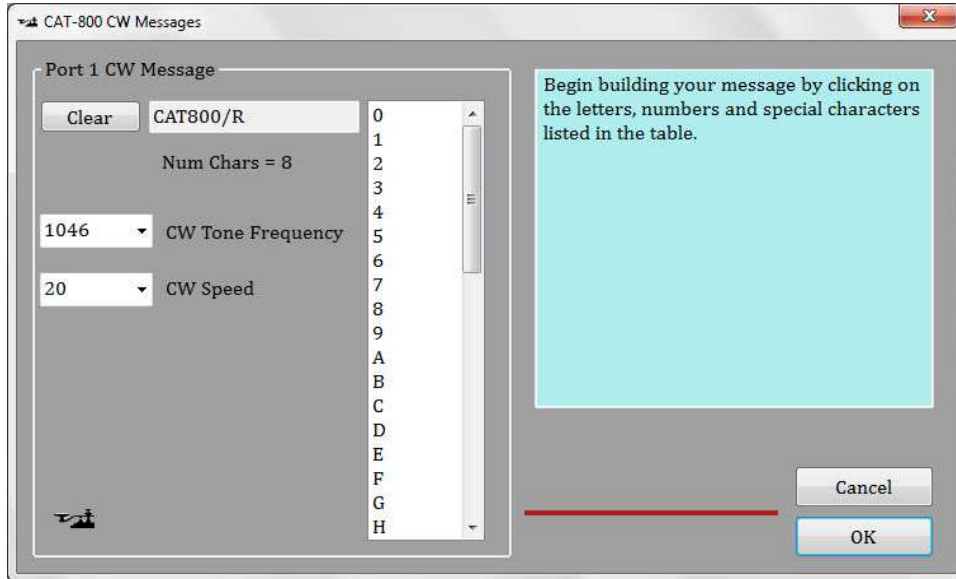 CAT-800 CW Messages
Port 1 CW Message
Clear
CAT800/R
Num Chars = 8
1046
CW Tone Frequency
20
CW Speed
0
1
2
3
4
5
6
7
8
9
A
B
C
D
E
F
G
H
Begin building your message by clicking on
the letters, numbers and special characters
listed in the table.
Cancel
OK